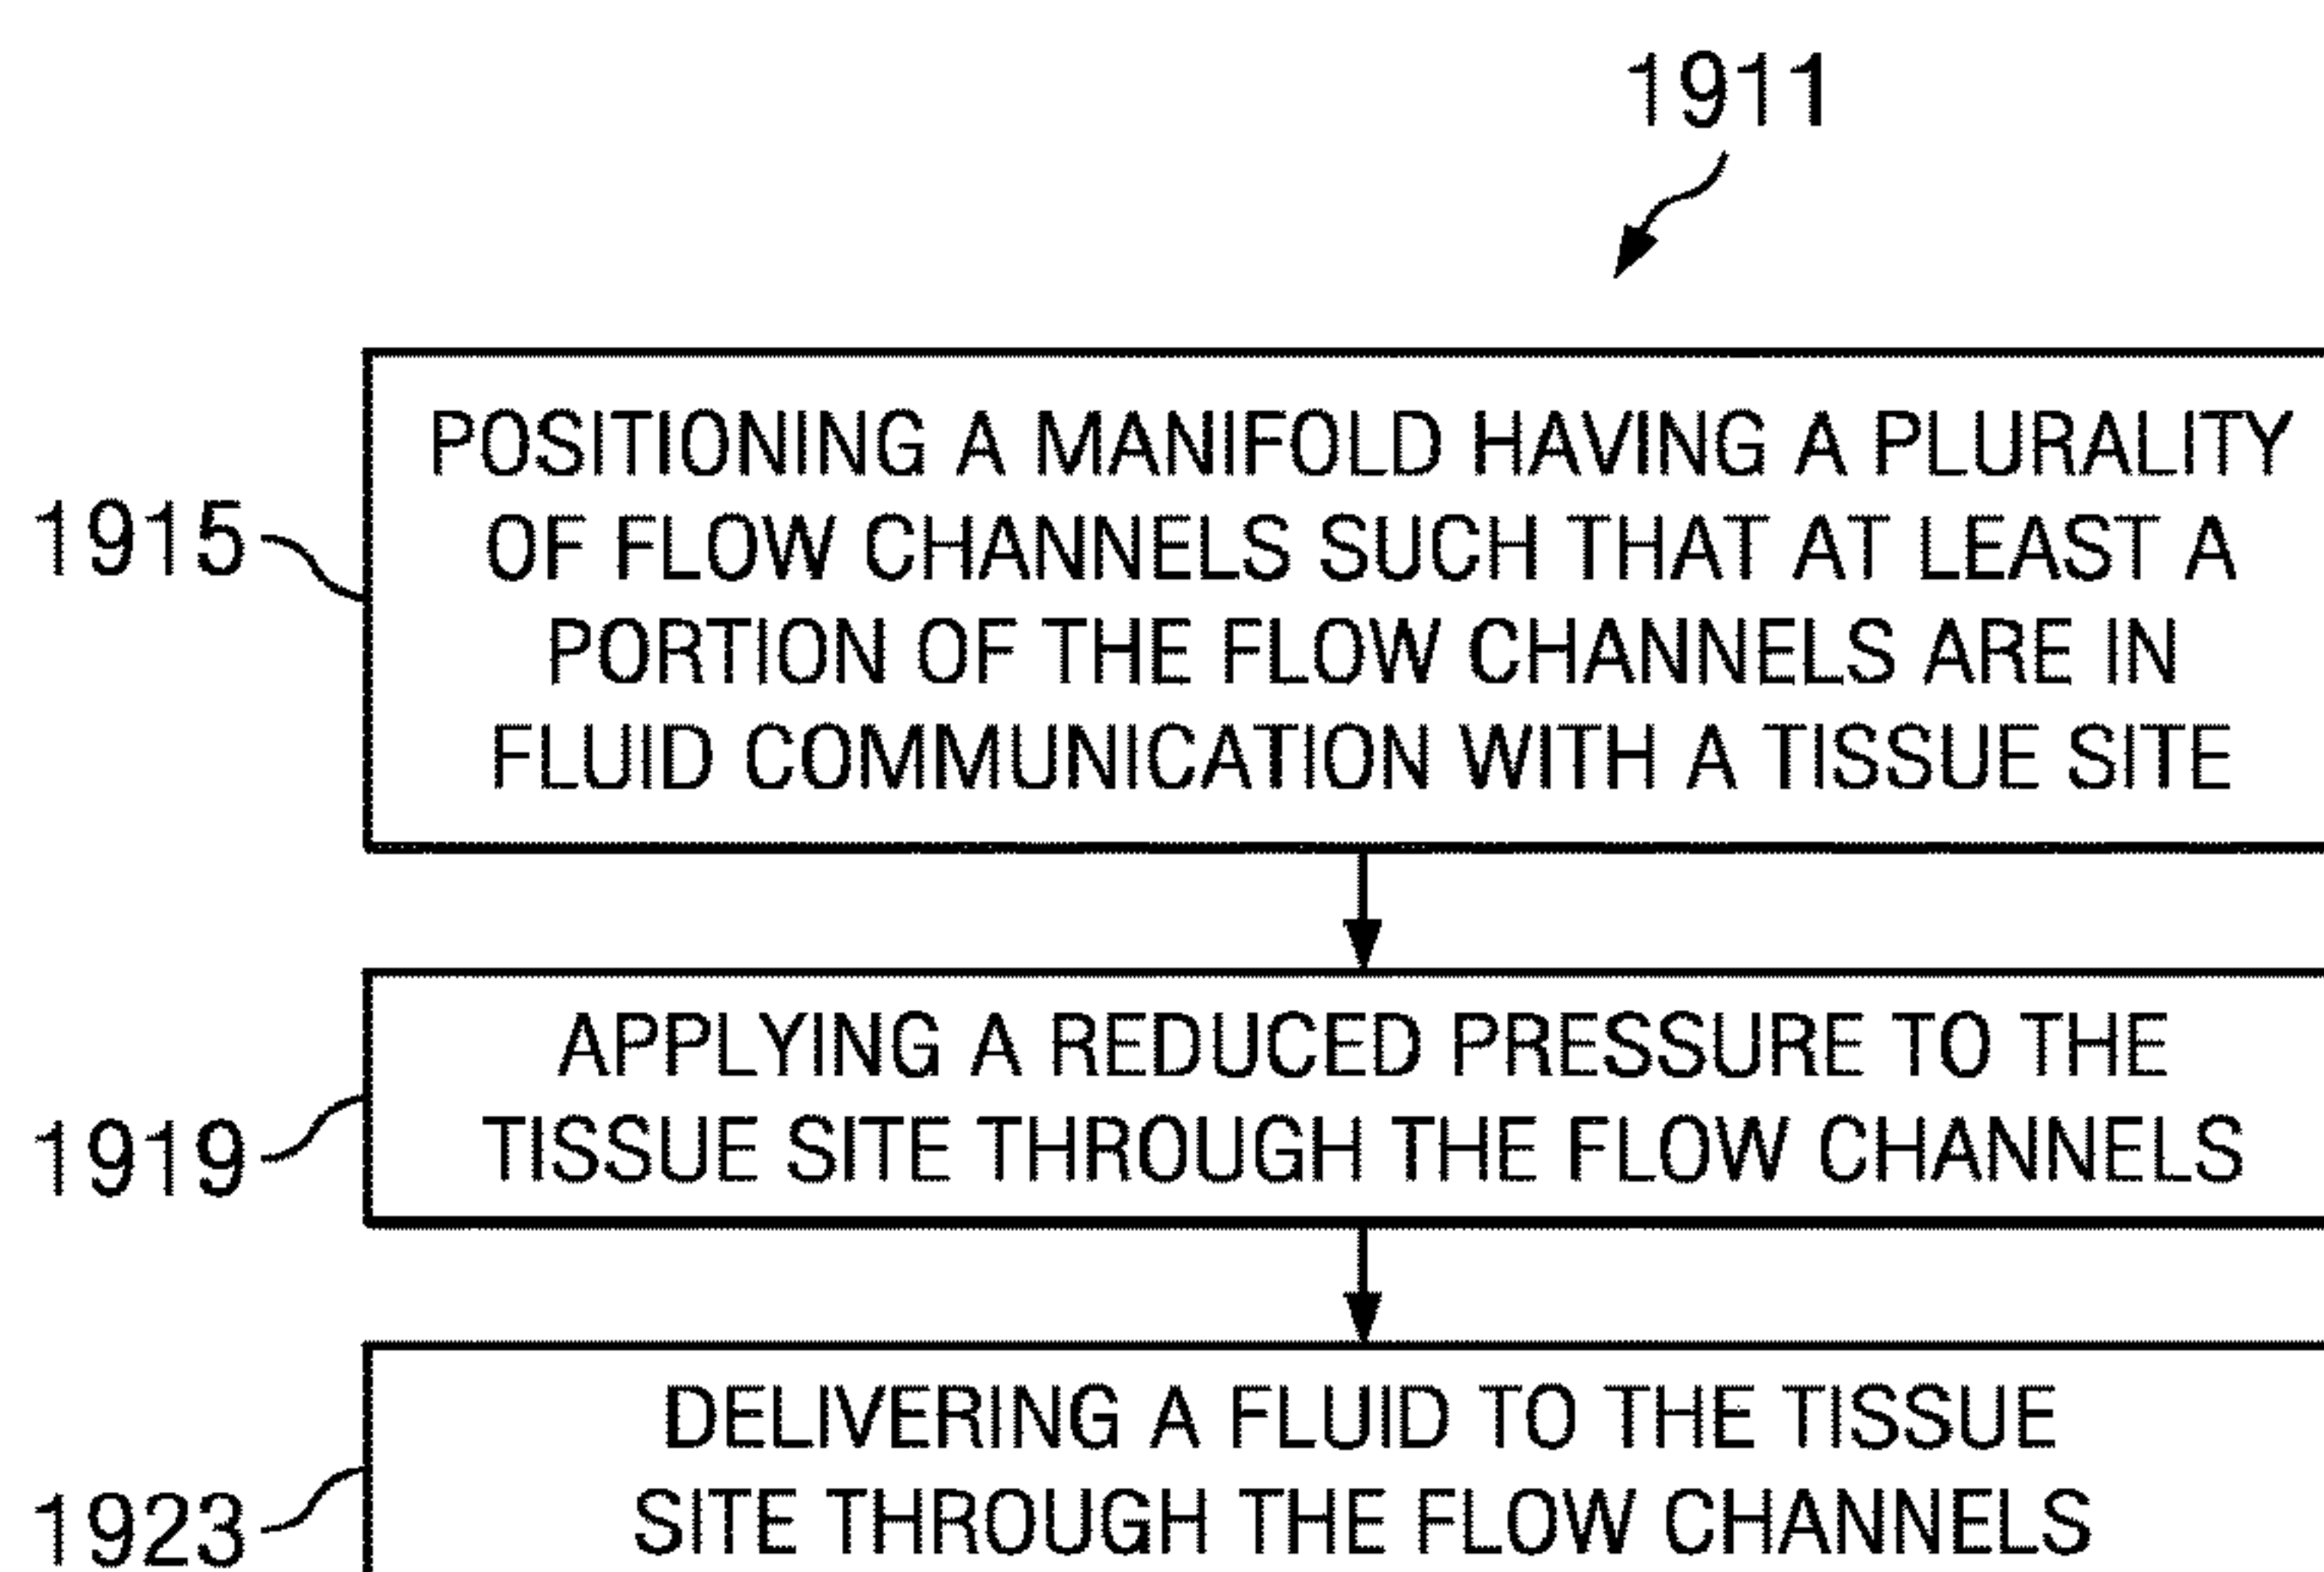 1911
POSITIONING A MANIFOLD HAVING A PLURALITY
OF FLOW CHANNELS SUCH THAT AT LEAST A
PORTION OF THE FLOW CHANNELS ARE IN
FLUID COMMUNICATION WITH A TISSUE SITE
1915
APPLYING A REDUCED PRESSURE TO THE
TISSUE SITE THROUGH THE FLOW CHANNELS
1919
DELIVERING A FLUID TO THE TISSUE
SITE THROUGH THE FLOW CHANNELS
1923